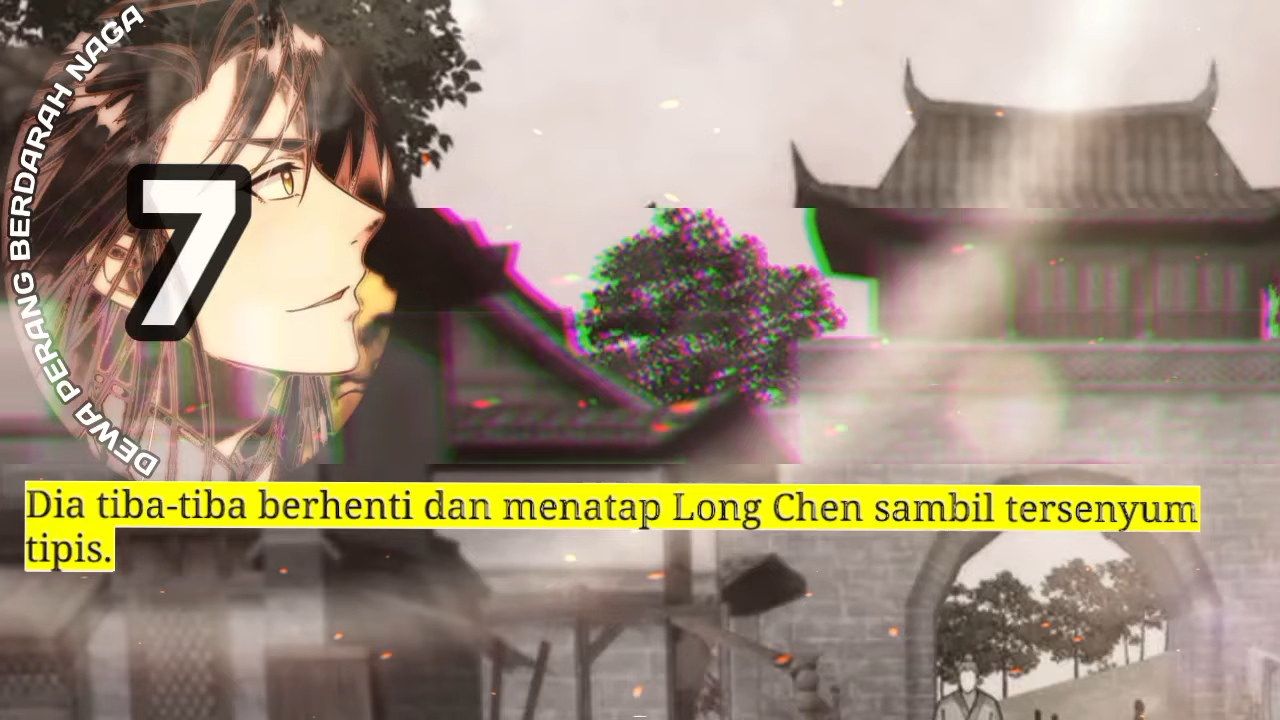 DEWA PERANG BERDARAH NAGA
7
Dia tiba-tiba berhenti dan menatap Long Chen sambil tersenyum
tipis.